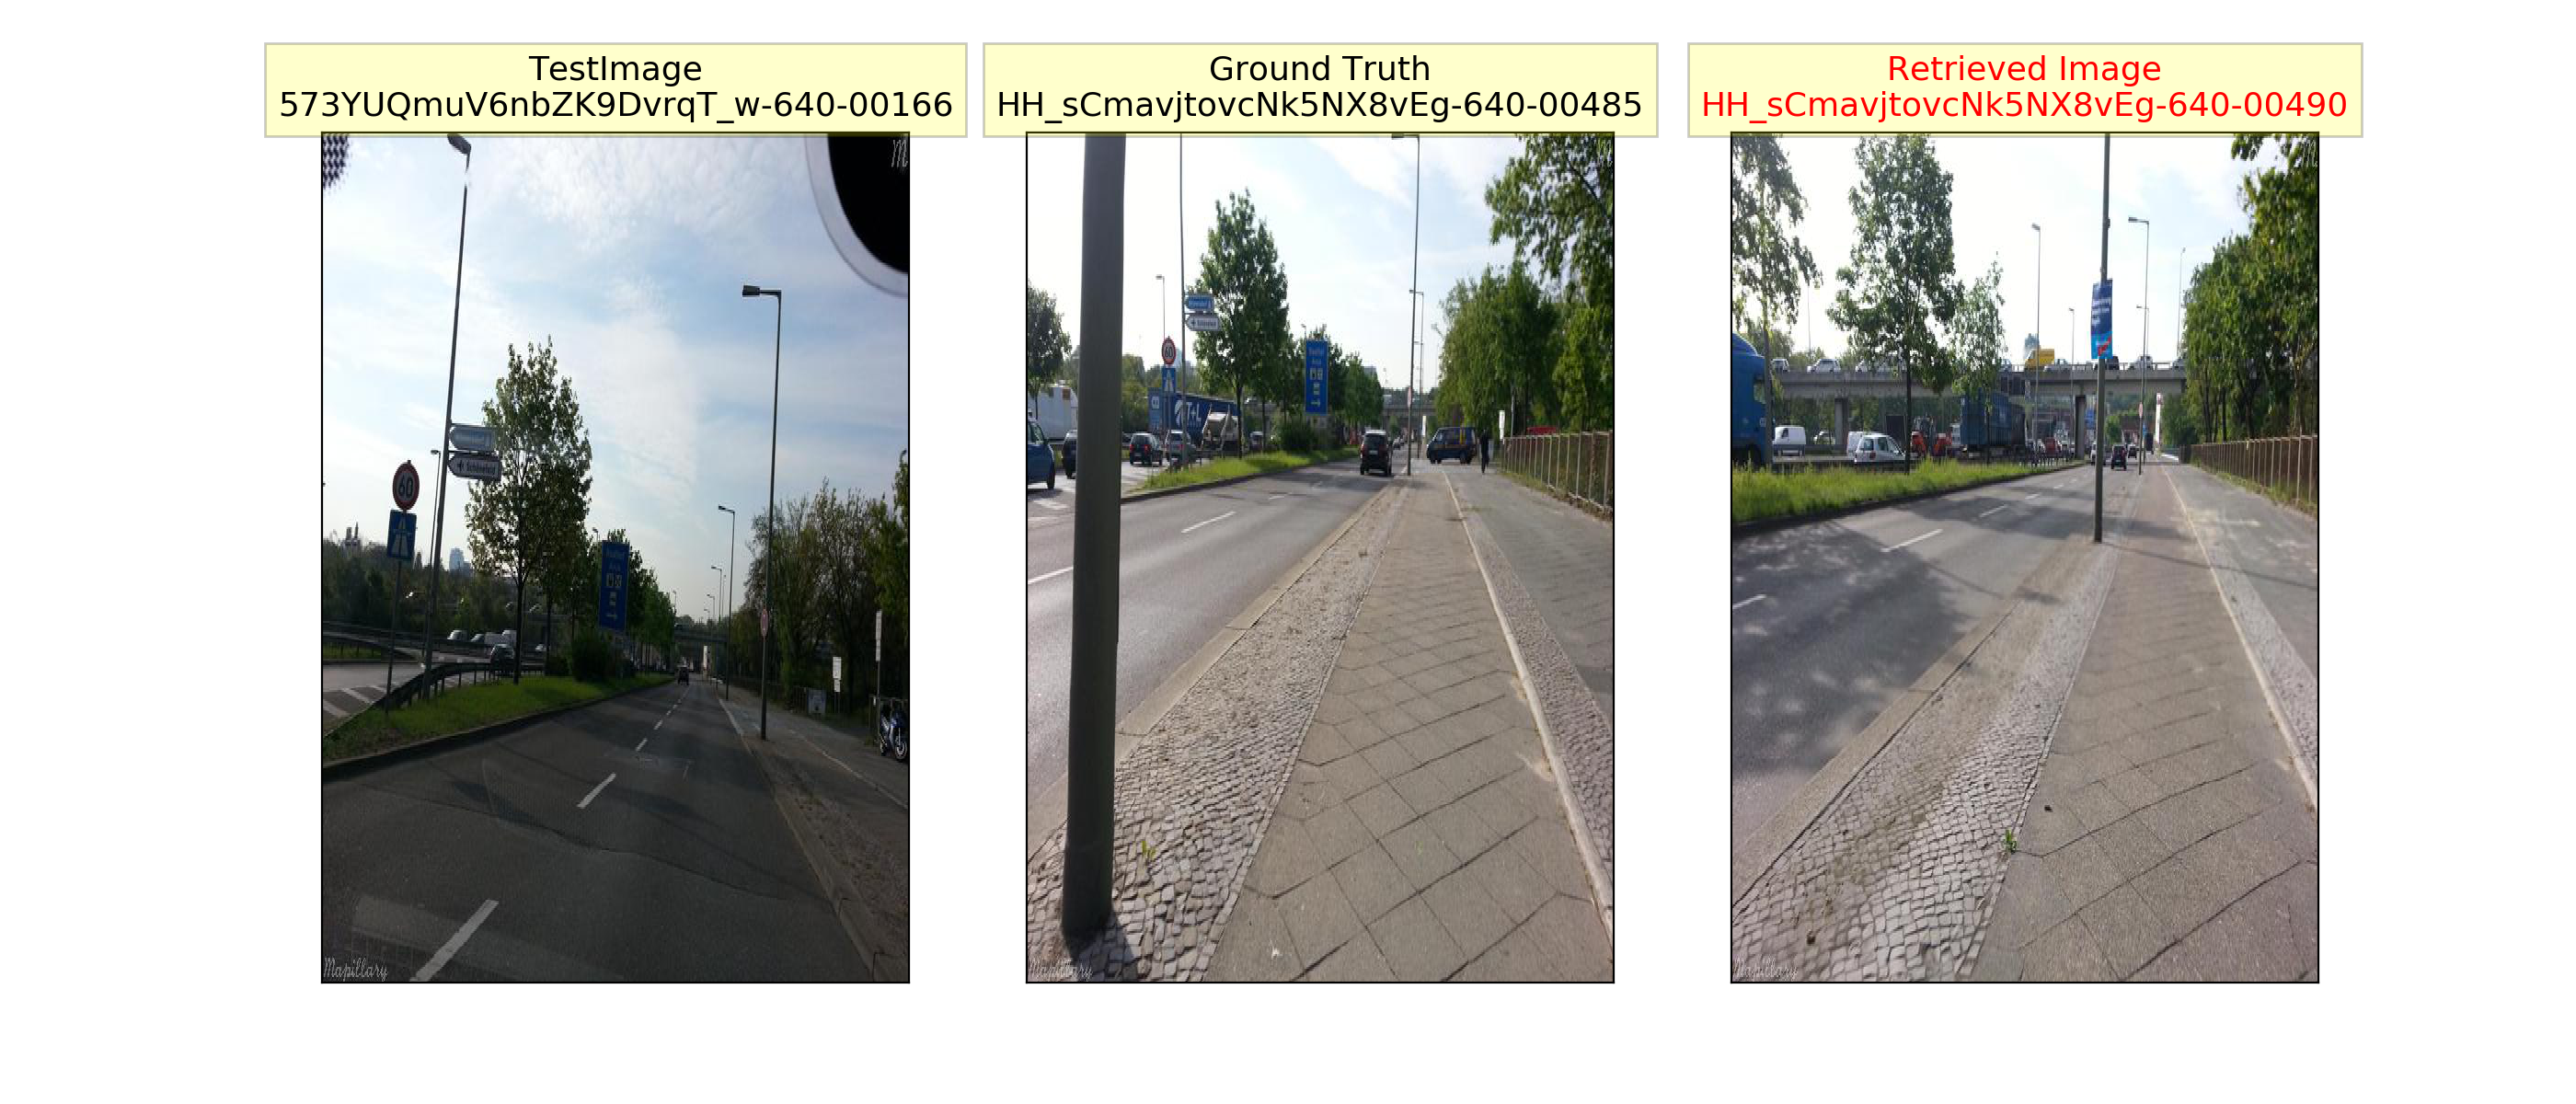 TestImage
573YUQmuV6nbZK9DvrqT_w-640-00166
Ground Truth
HH_sCmavjtovcNk5NX8vEg-640-00485
Retrieved Image
HH_sCmavjtovcNk5NX8vEg-640-00490
M
Schönefeld
60
Mapillary
60
T+L
Mapillary
Mapillary